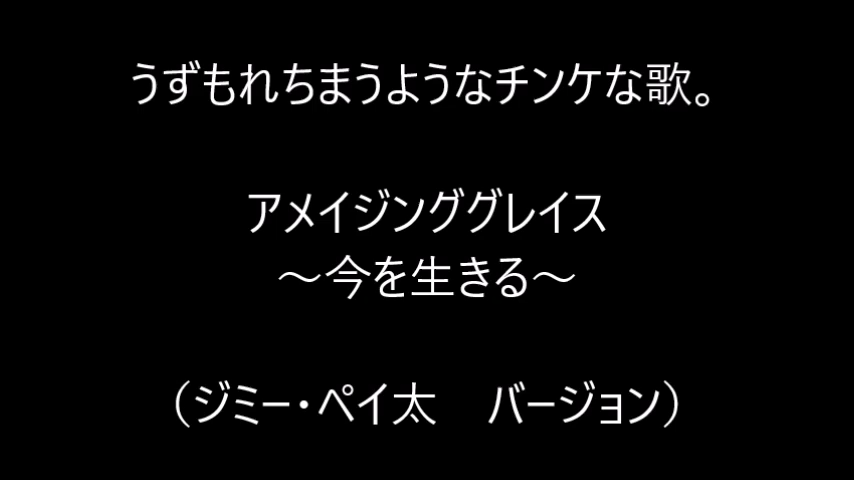 うずもれちまうようなチンケな歌。
アメイジンググレイス
～今を生きる～
（ジミー・ペイ太　バージョン）